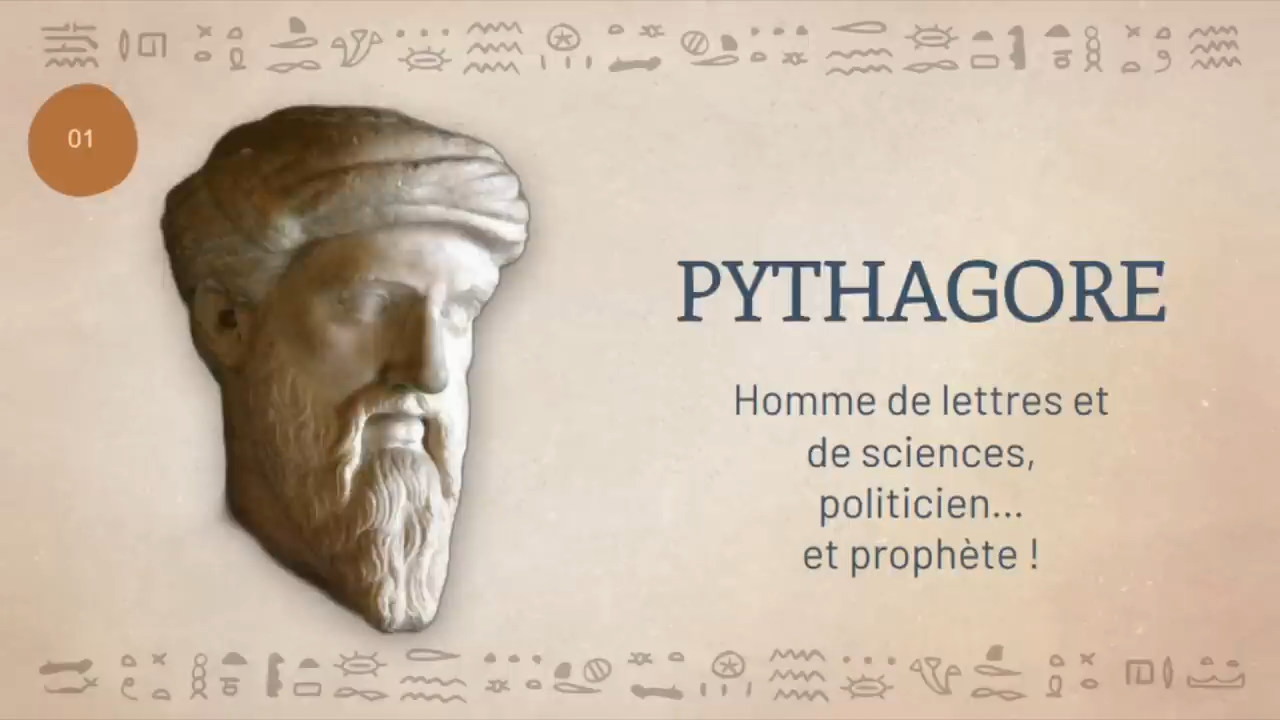 01
PYTHAGORE
Homme de lettres et
de sciences,
politicien...
et prophète !